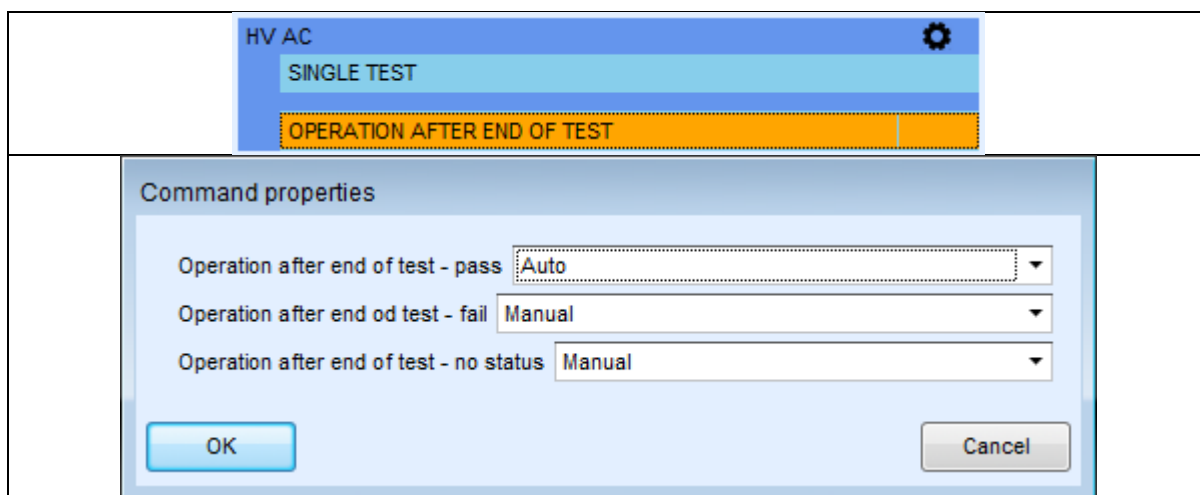 HV AC
SINGLE TEST
OPERATION AFTER END OF TEST
Command properties
Operation after end of test - pass Auto
Operation after end od test - fail Manual
Operation after end of test - no status Manual
OK Cancel